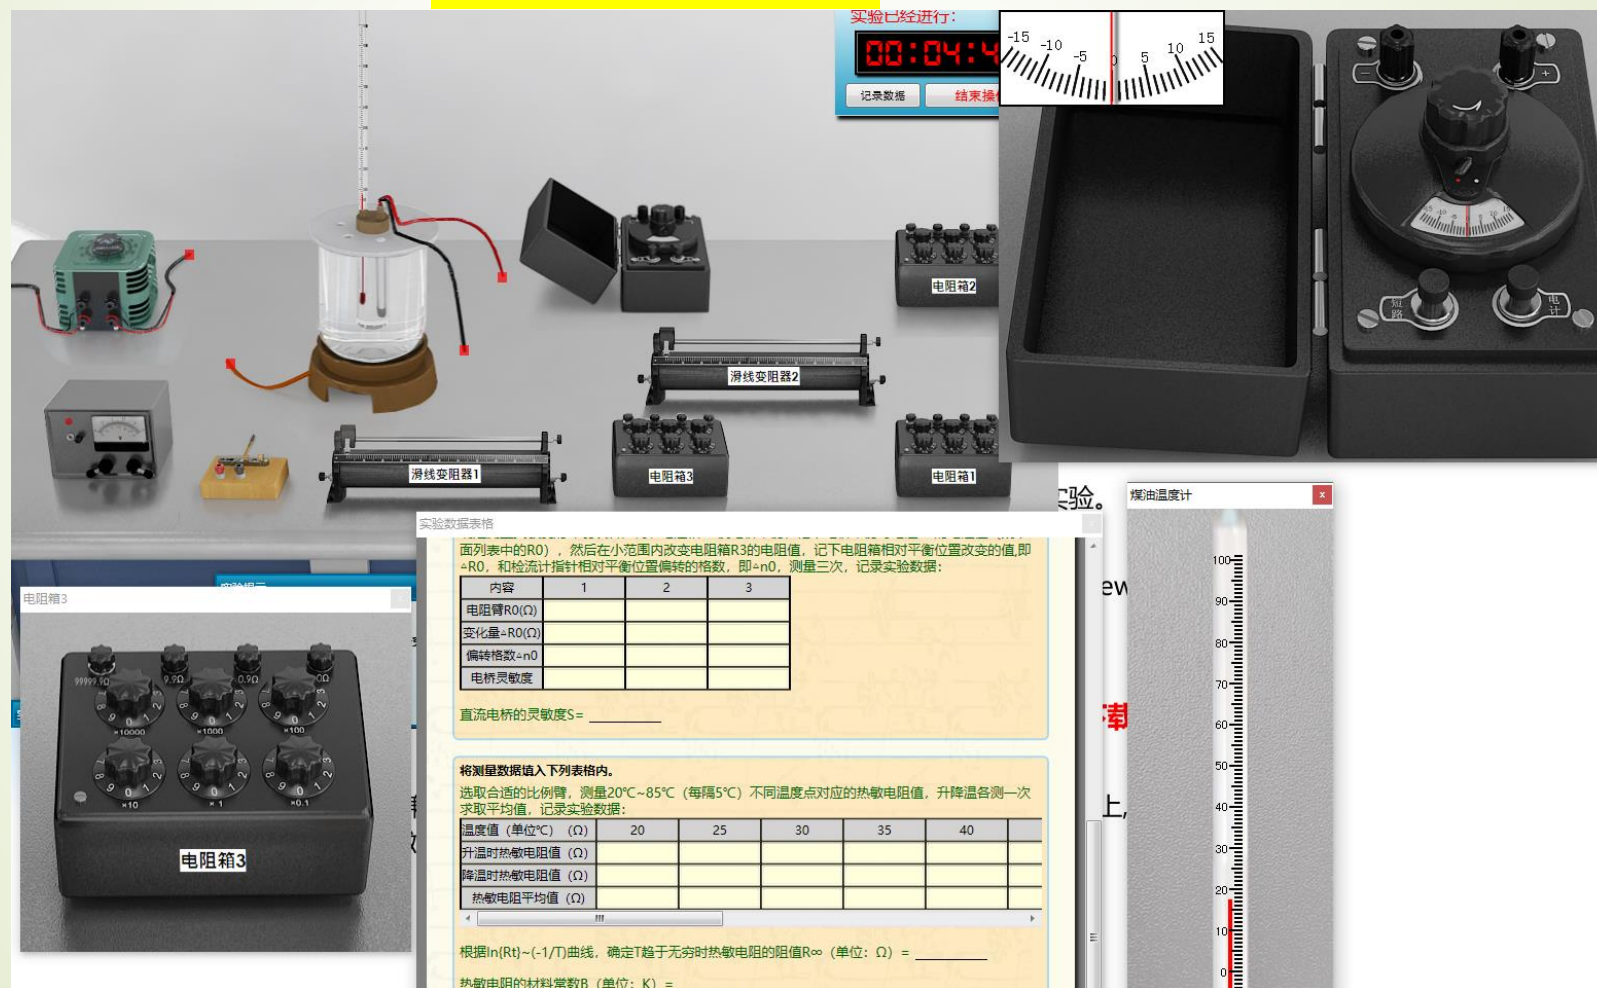 实验已经进行：
00:04:4
记录数据
结束操
-15 -10 -5 0 5 10 15
电阻箱2
滑线变阻器2
滑线变阻器1
电阻箱3
电阻箱1
短路
电计
实验。
煤油温度计
实验数据表格
面列表中的R0），然后在小范围内改变电阻箱R3的电阻值，记下电阻箱相对平衡位置改变的值,即
△R0，和检流计指针相对平衡位置偏转的格数，即△n0，测量三次，记录实验数据：
内容 1 2 3
电阻臂R0(Ω)
变化量△R0(Ω)
偏转格数△n0
电桥灵敏度
直流电桥的灵敏度S=
将测量数据填入下列表格内。
选取合适的比例臂，测量20℃~85℃（每隔5℃）不同温度点对应的热敏电阻值，升降温各测一次
求取平均值，记录实验数据：
温度值（单位℃）（Ω） 20 25 30 35 40
升温时热敏电阻值（Ω）
降温时热敏电阻值（Ω）
热敏电阻平均值（Ω）
根据ln{Rt}~(-1/T)曲线，确定T趋于无穷时热敏电阻的阻值R∞（单位：Ω）=
热敏电阻的材料常数B（单位：K）=
电阻箱3
99999.9Ω 9.9Ω 0.9Ω 0Ω
×10000 ×1000 ×100
×10 ×1 ×0.1
电阻箱3
ew
下载
上,
100
90
80
70
60
50
40
30
20
10
0